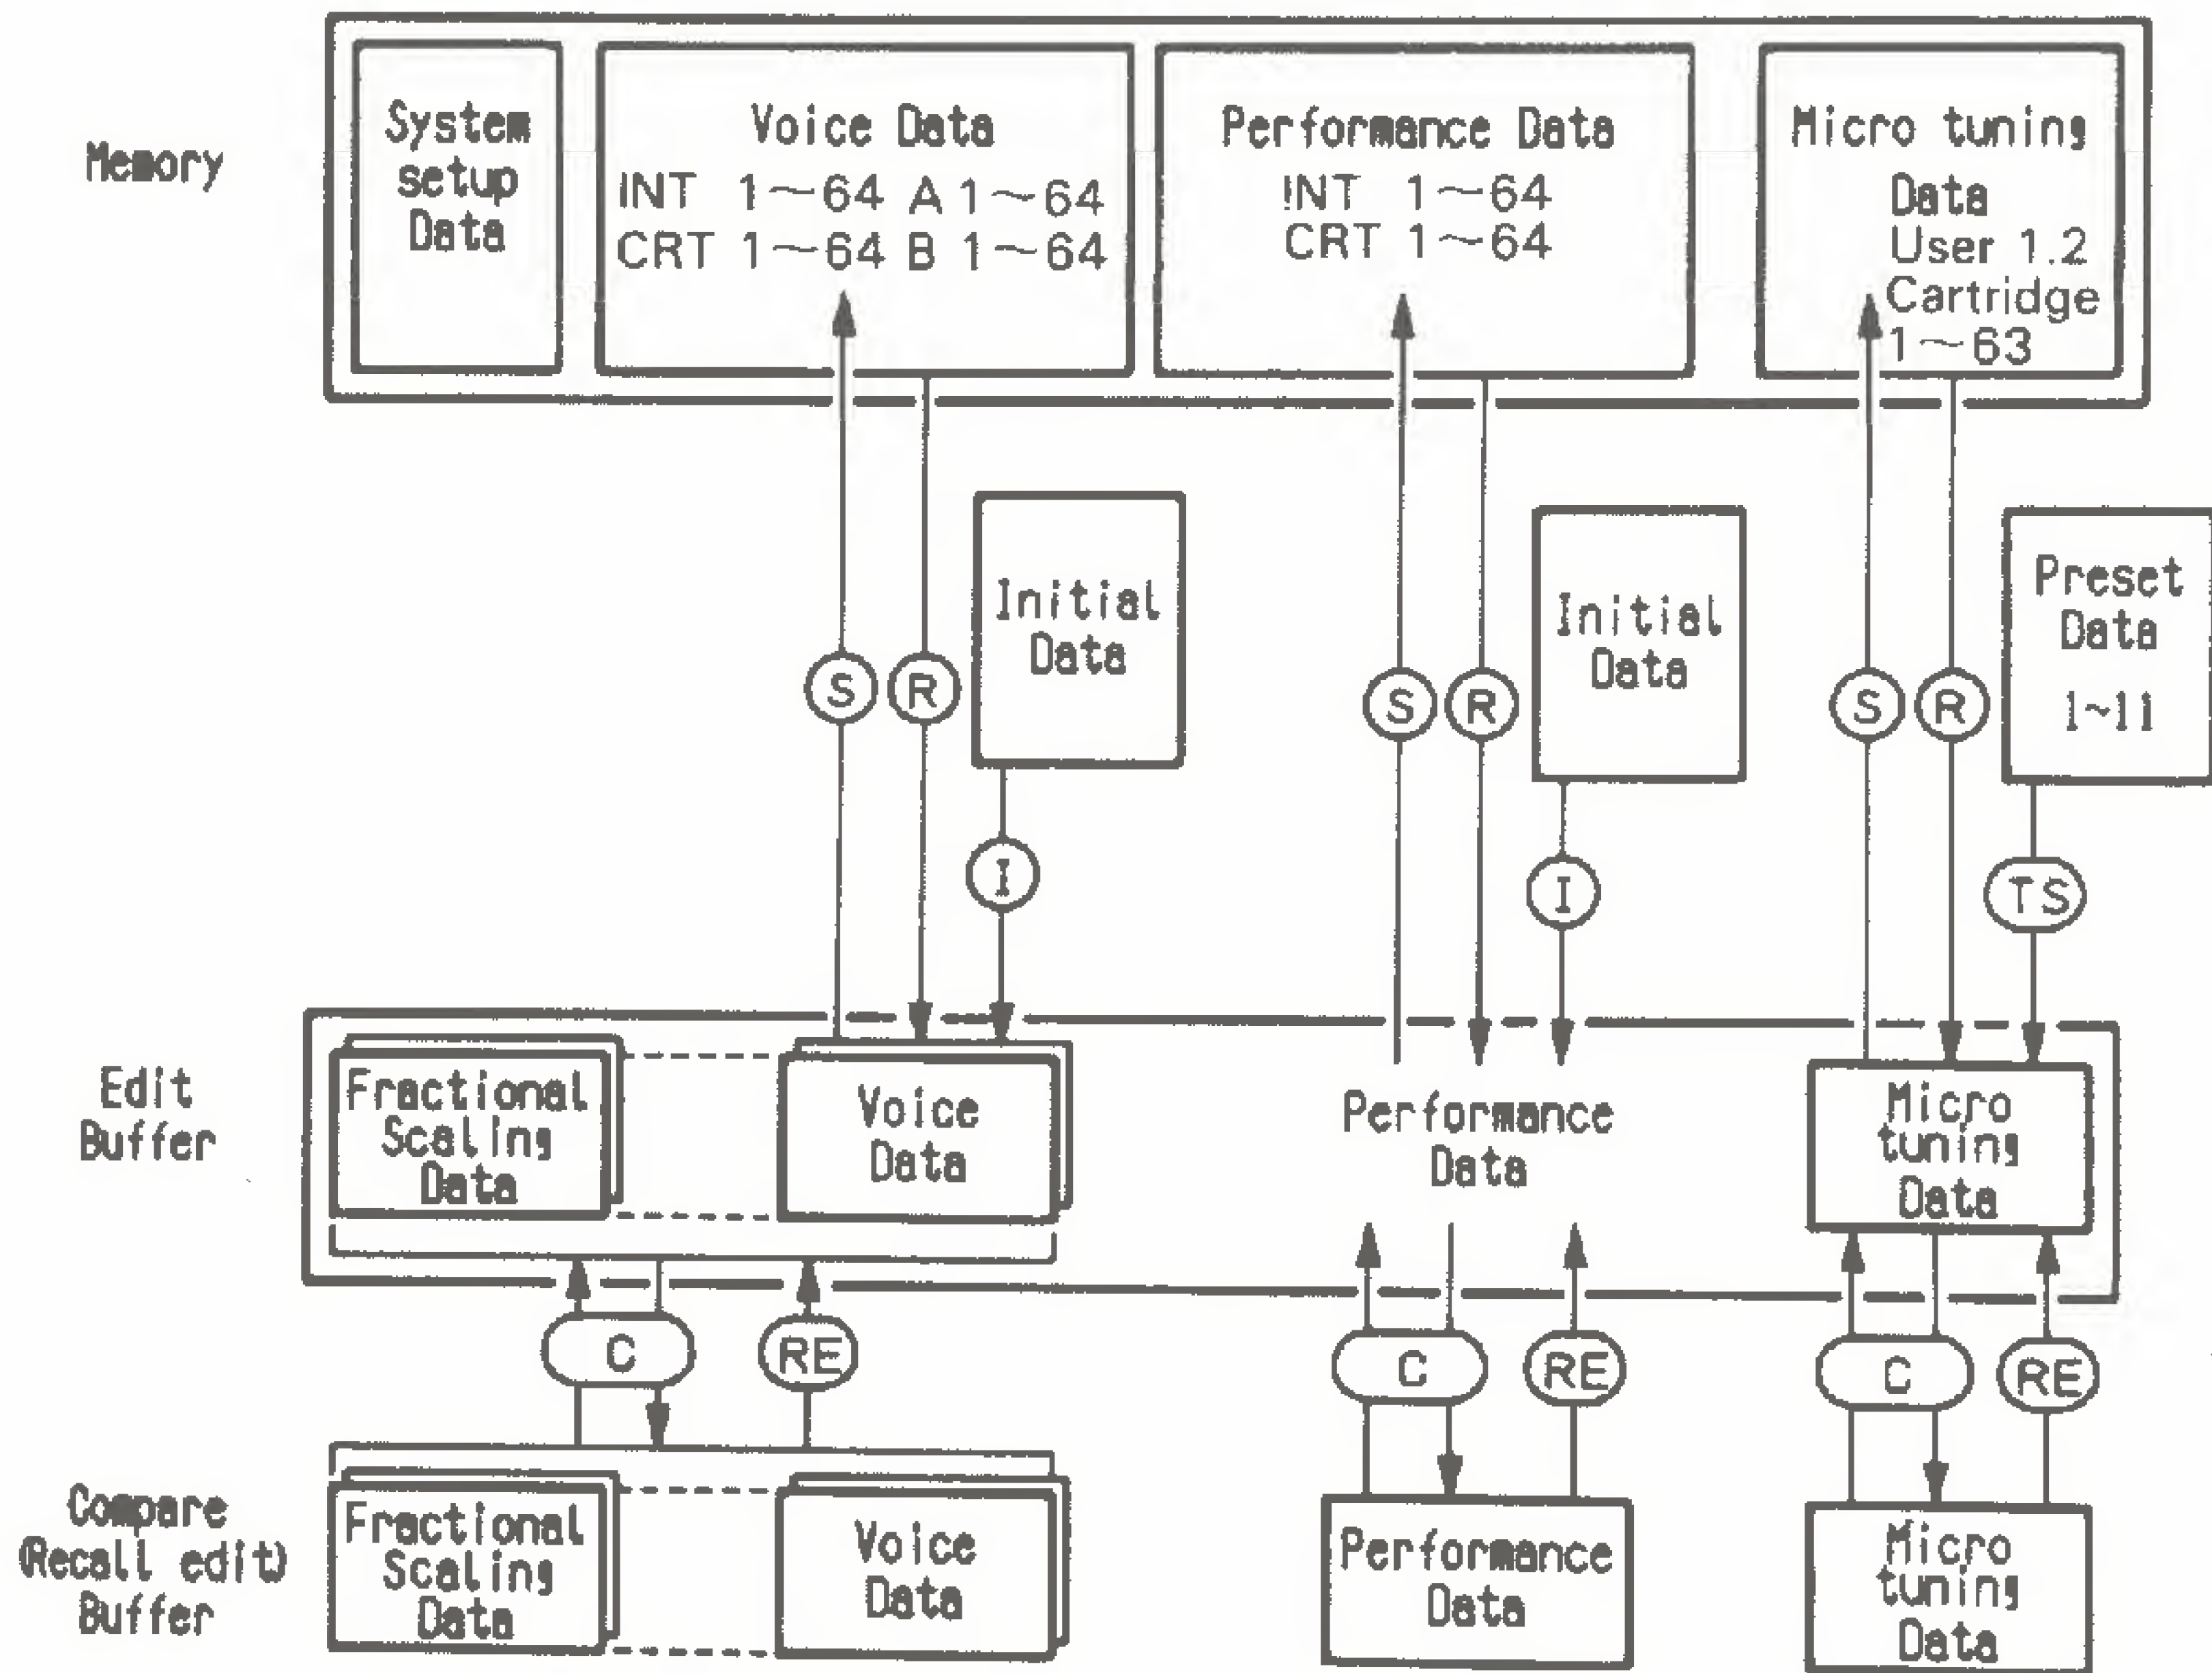 Memory
System
setup
Data
Voice Data
INT 1~64 A 1~64
CRT 1~64 B 1~64
Performance Data
INT 1~64
CRT 1~64
Micro tuning
Data
User 1.2
Cartridge
1~63
Initial
Data
Initial
Data
Preset
Data
1~11
S
R
I
S
R
I
S
R
TS
Edit
Buffer
Fractional
Scaling
Data
Voice
Data
Performance
Data
Micro
tuning
Data
C
RE
C
RE
C
RE
Compare
(Recall edit)
Buffer
Fractional
Scaling
Data
Voice
Data
Performance
Data
Micro
tuning
Data